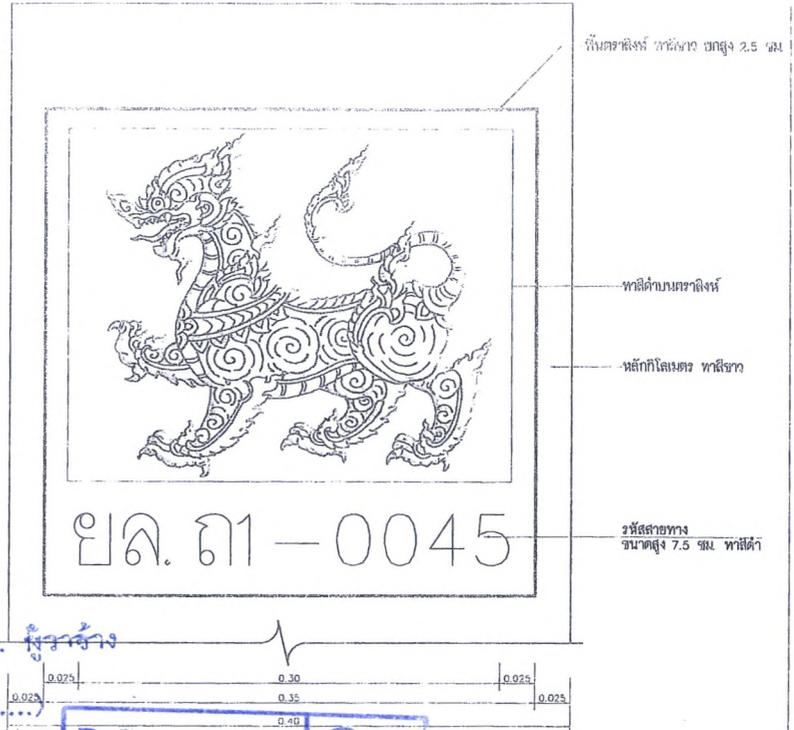 พื้นตราสิงห์ ทาสีขาว ยกสูง 2.5 ซม.
ทาสีดำบนตราสิงห์
หลักกิโลเมตร ทาสีขาว
ยล. ถ1-0045
รหัสสายทาง
ขนาดสูง 7.5 ซม. ทาสีดำ
ผู้ว่าจ้าง
0.025 0.30 0.025
0.025 0.35 0.025
.....)
0.40